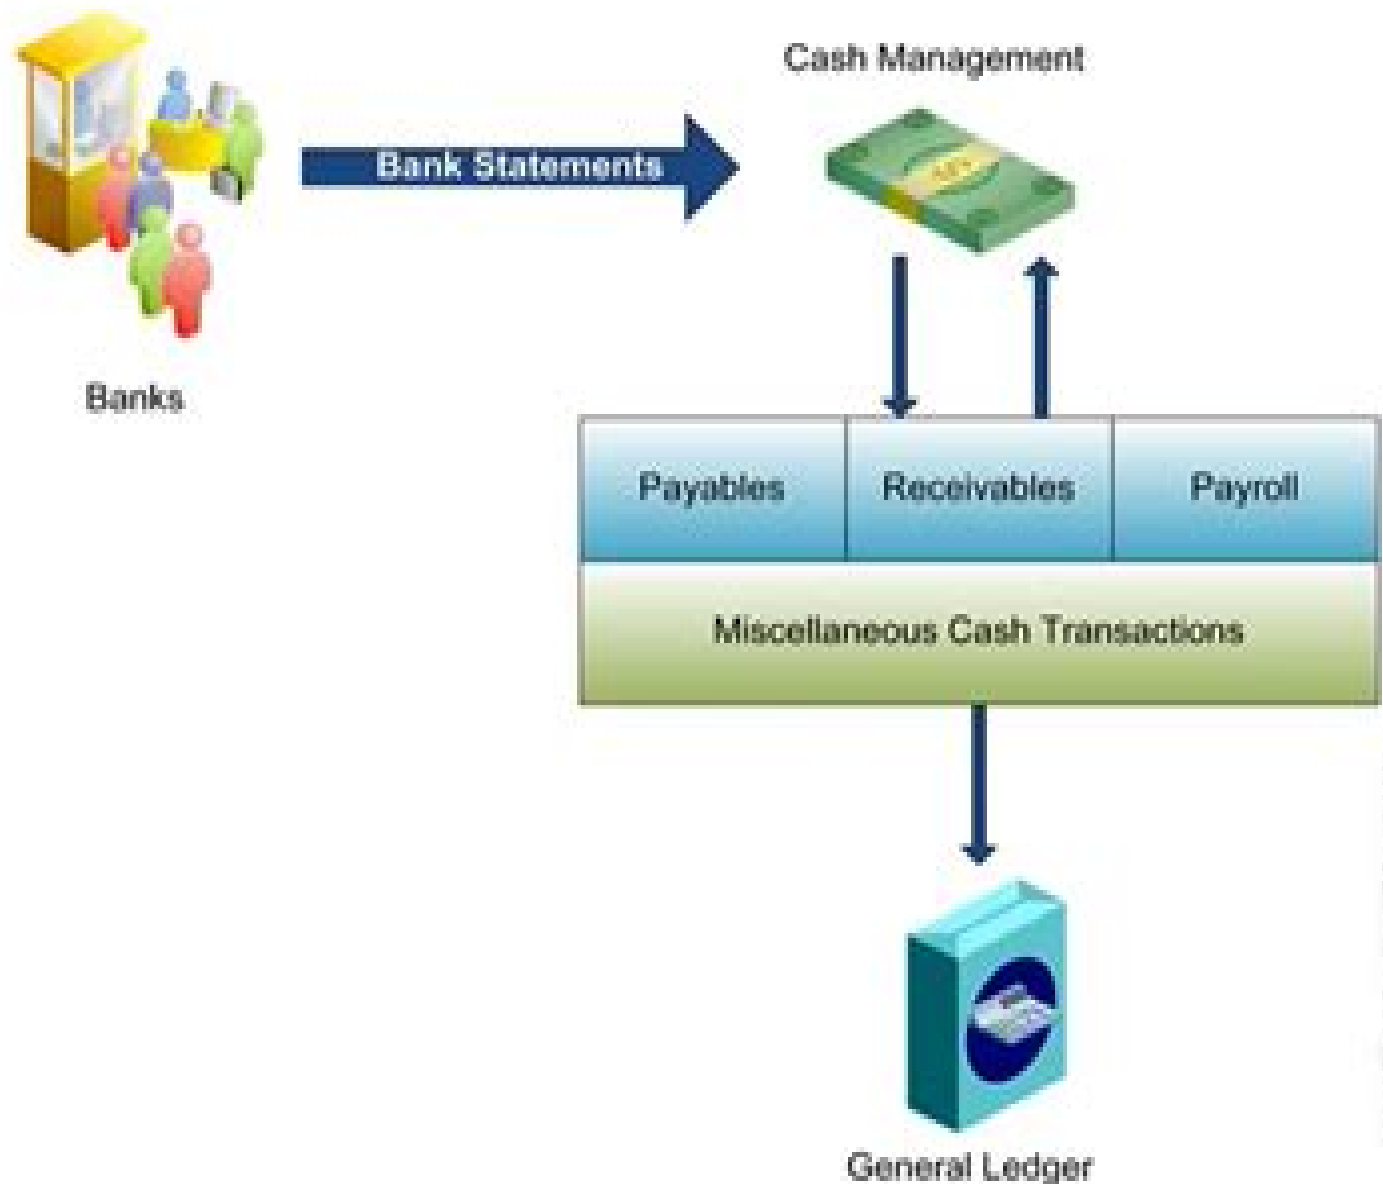 Cash Management
Bank Statements
Banks
Payables
Receivables
Payroll
Miscellaneous Cash Transactions
General Ledger